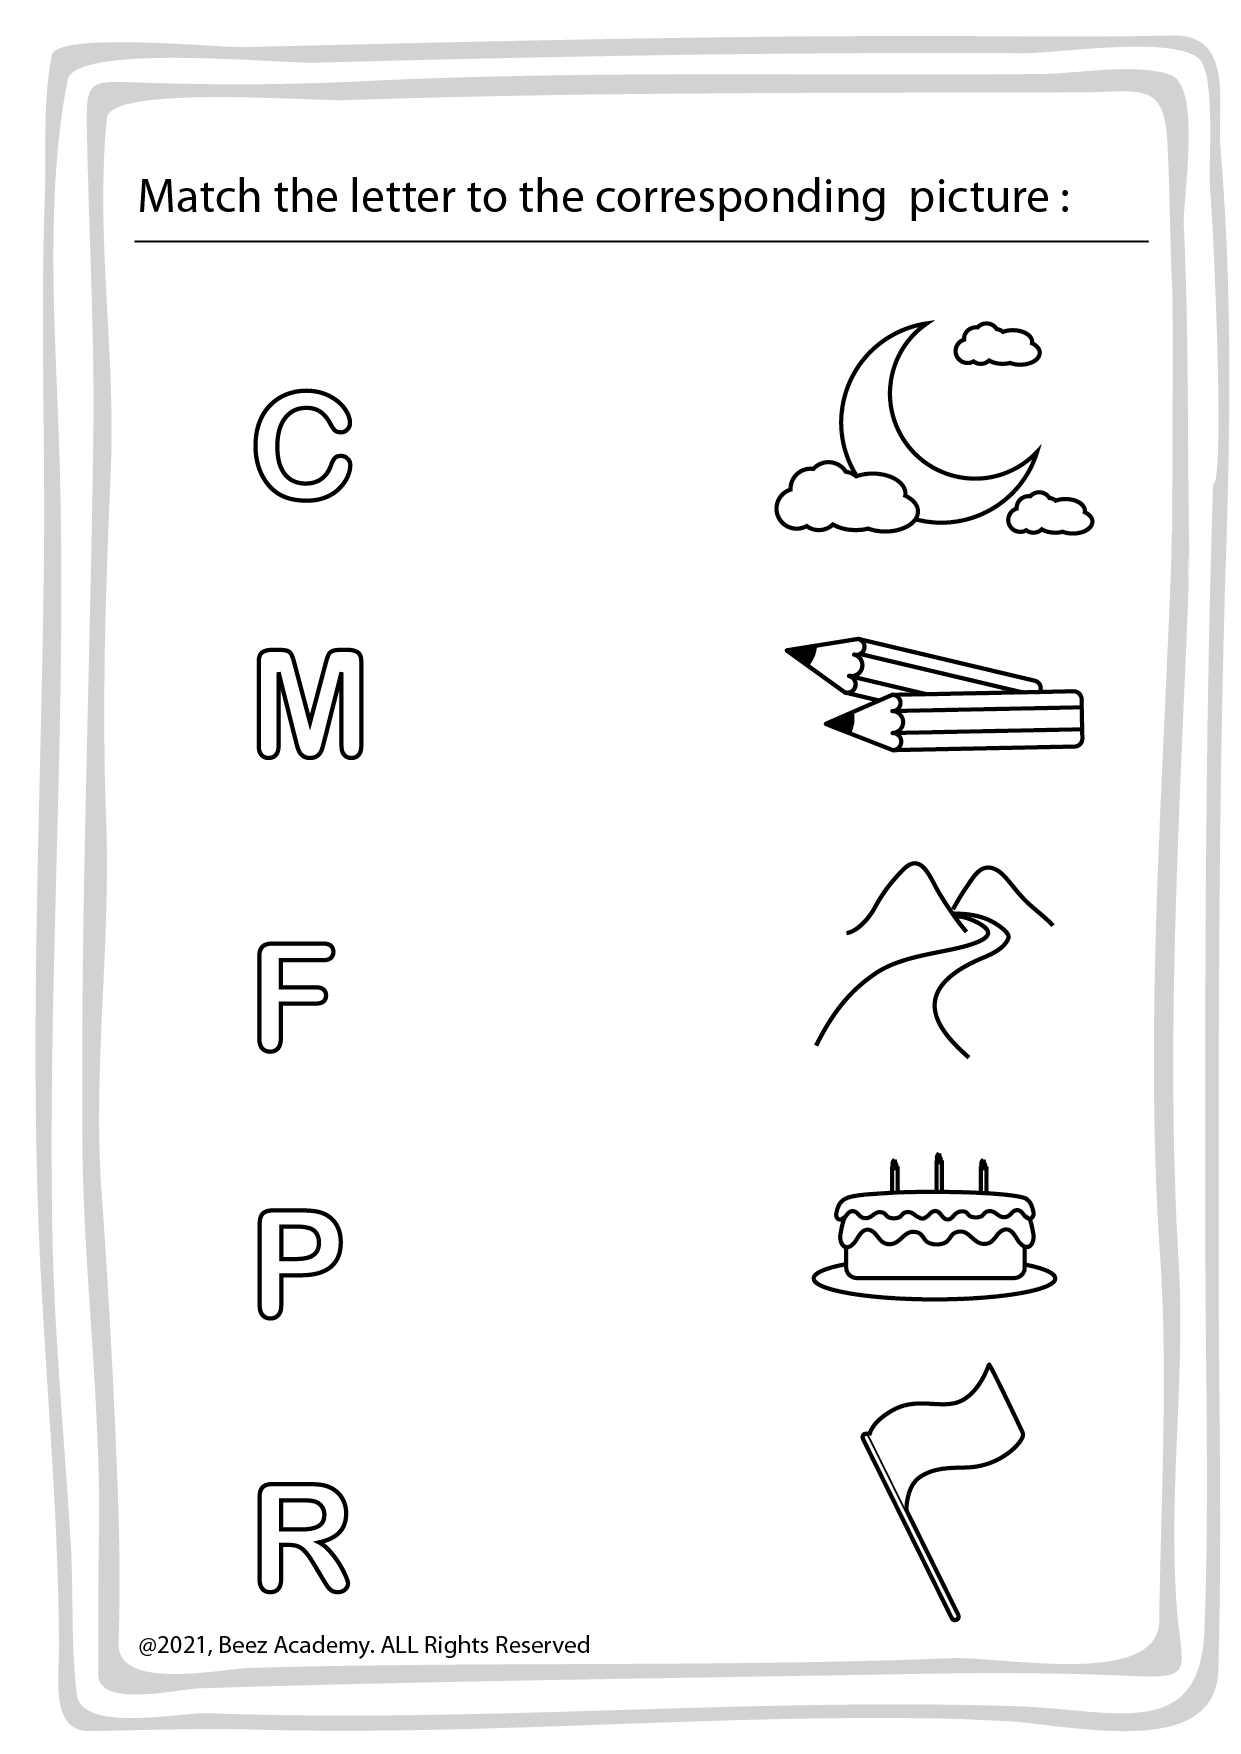 Match the letter to the corresponding picture :
C
M
F
P
R
@2021, Beez Academy. ALL Rights Reserved